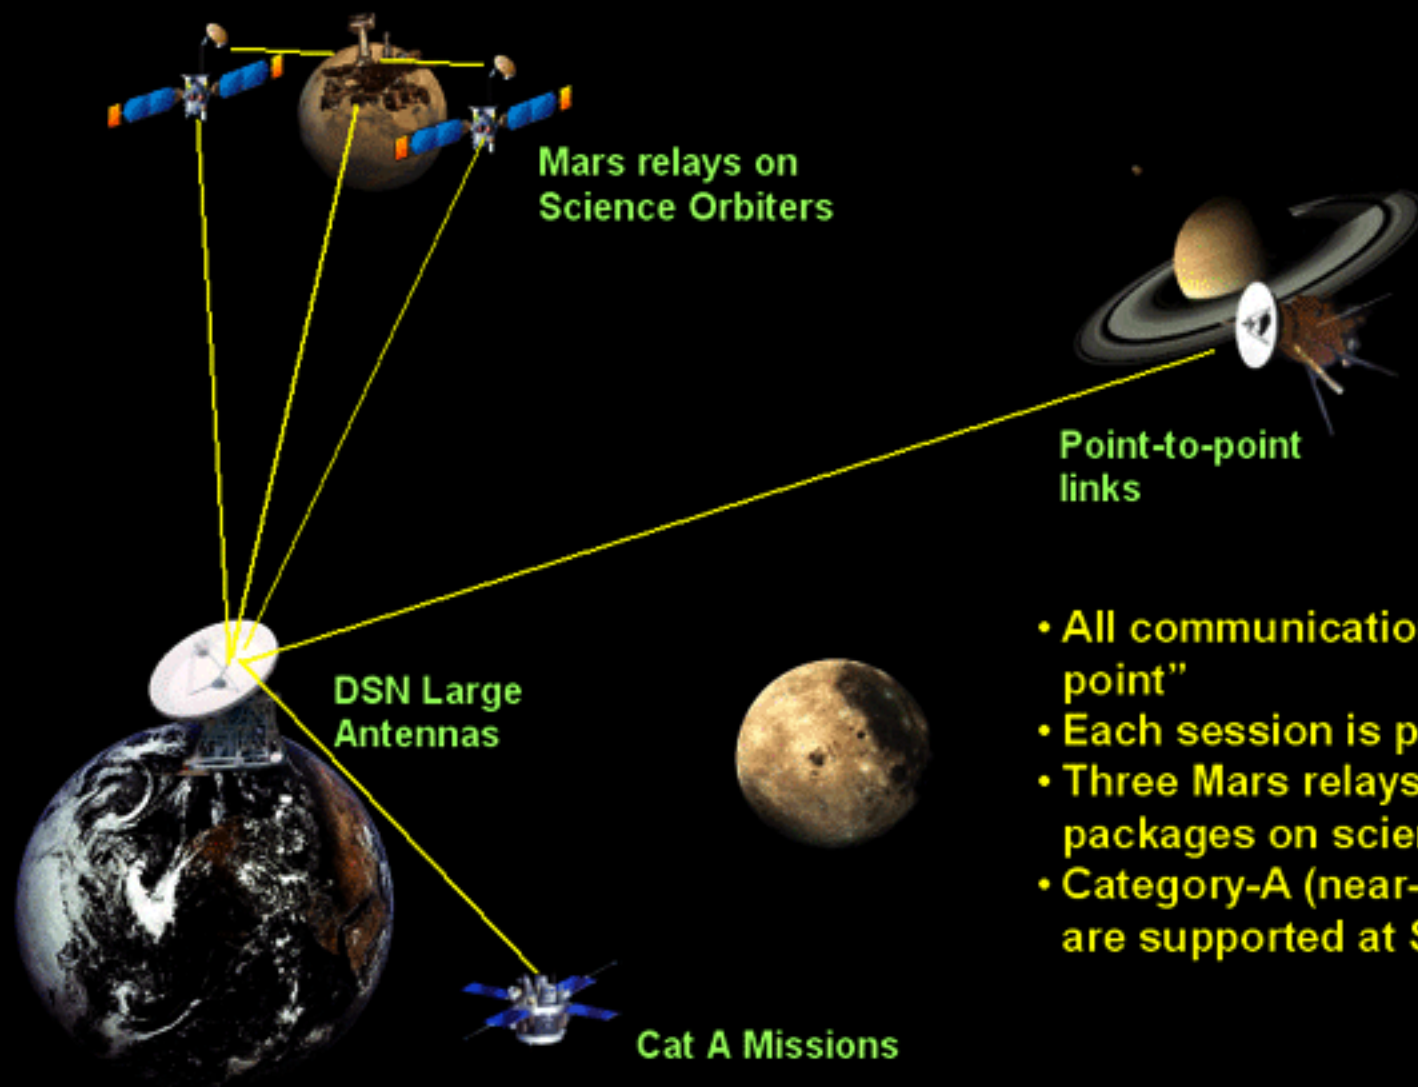 Mars relays on
Science Orbiters
Point-to-point
links
DSN Large
Antennas
• All communicatio
point”
• Each session is p
• Three Mars relays
packages on scien
• Category-A (near-
are supported at S
Cat A Missions